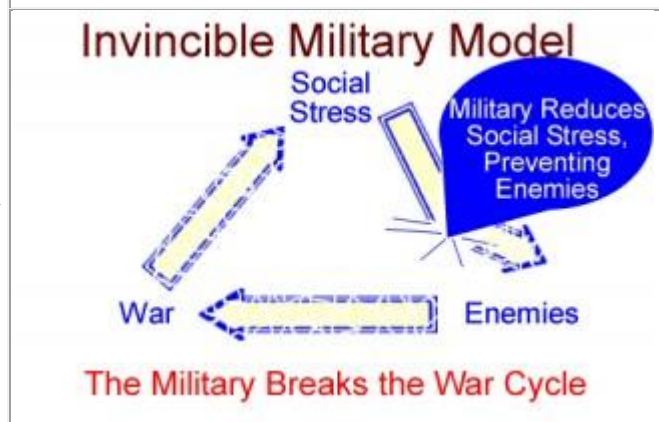 Invincible Military Model
Social
Stress
Military Reduces
Social Stress,
Preventing
Enemies
War
Enemies
The Military Breaks the War Cycle